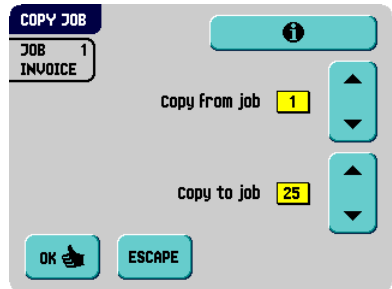 COPY JOB
JOB 1
INVOICE
Copy from job 1
Copy to job 25
OK
ESCAPE